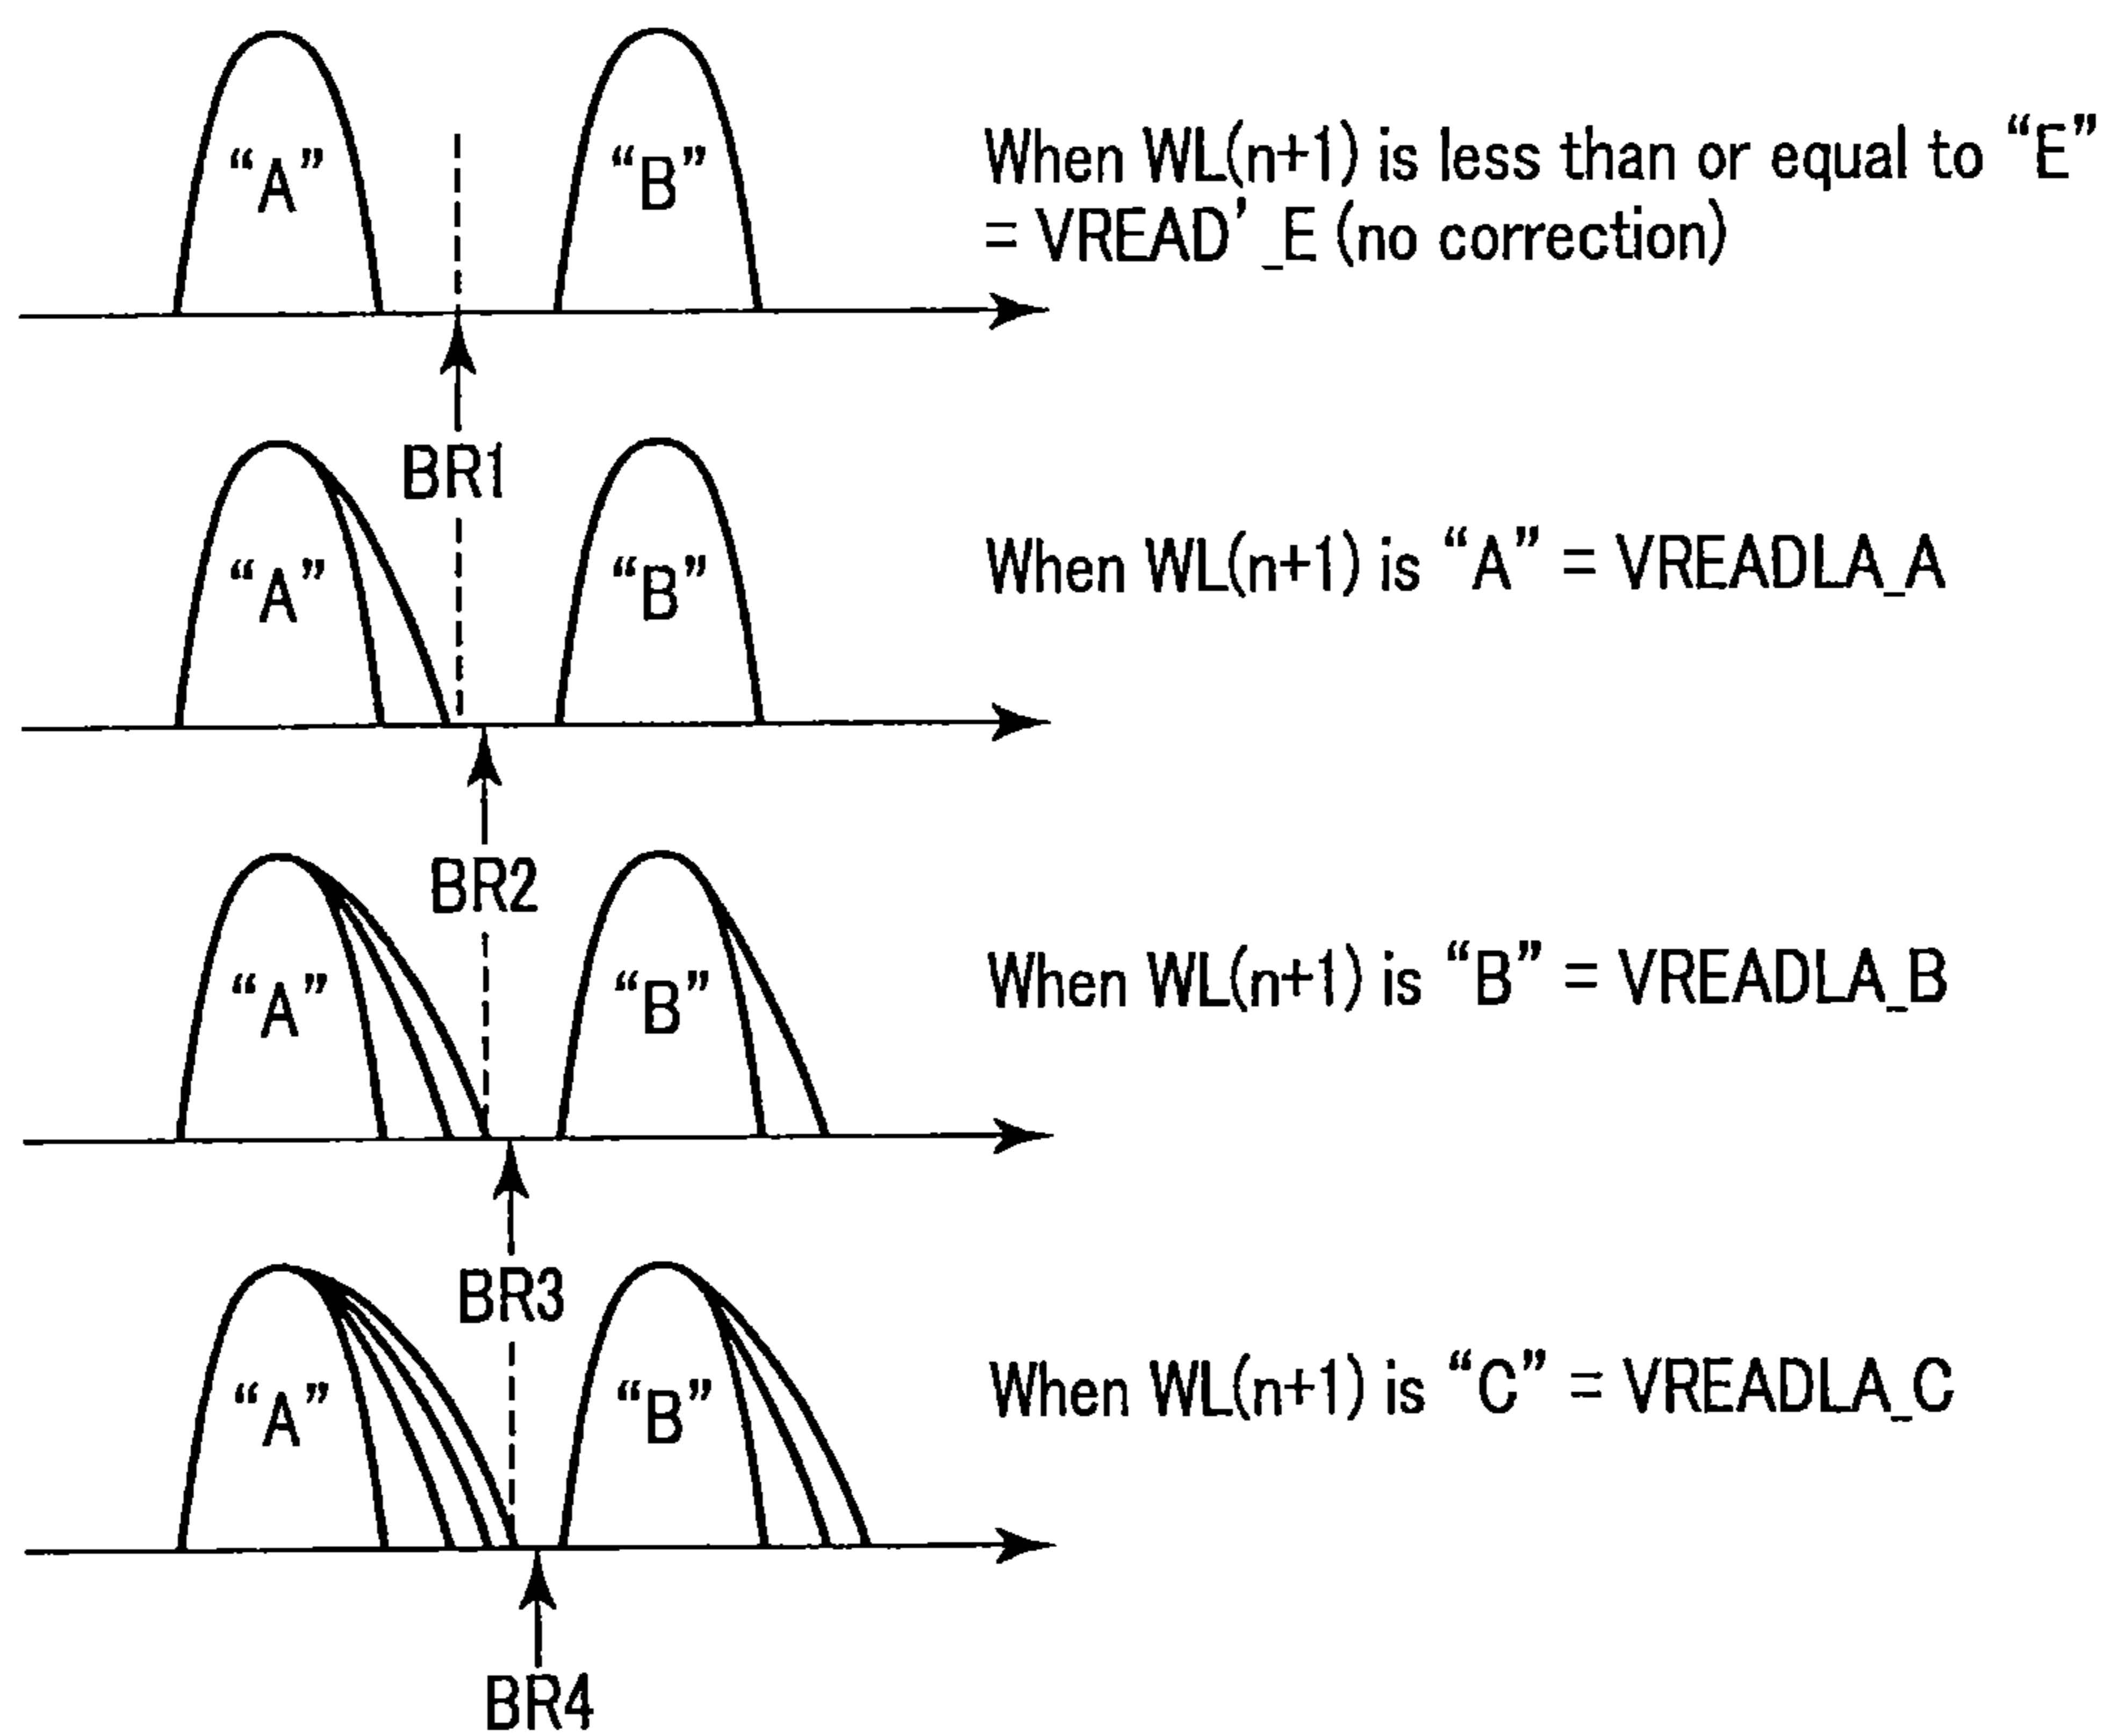 “A”
“B”
When WL(n+1) is less than or equal to “E”
= VREAD’_E (no correction)
BR1
“A”
“B”
When WL(n+1) is “A” = VREADLA_A
BR2
“A”
“B”
When WL(n+1) is “B” = VREADLA_B
BR3
“A”
“B”
When WL(n+1) is “C” = VREADLA_C
BR4